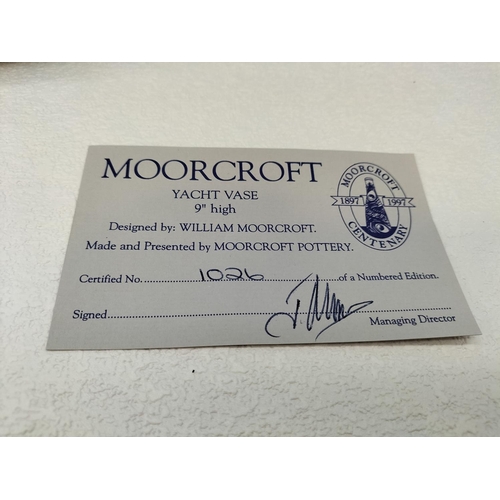 MOORCROFT
YACHT VASE
9" high
Designed by: WILLIAM MOORCROFT.
Made and Presented by MOORCROFT POTTERY.
Certified No. 1026 of a Numbered Edition.
Signed
Managing Director
MOORCROFT
1897 1997
CENTENARY